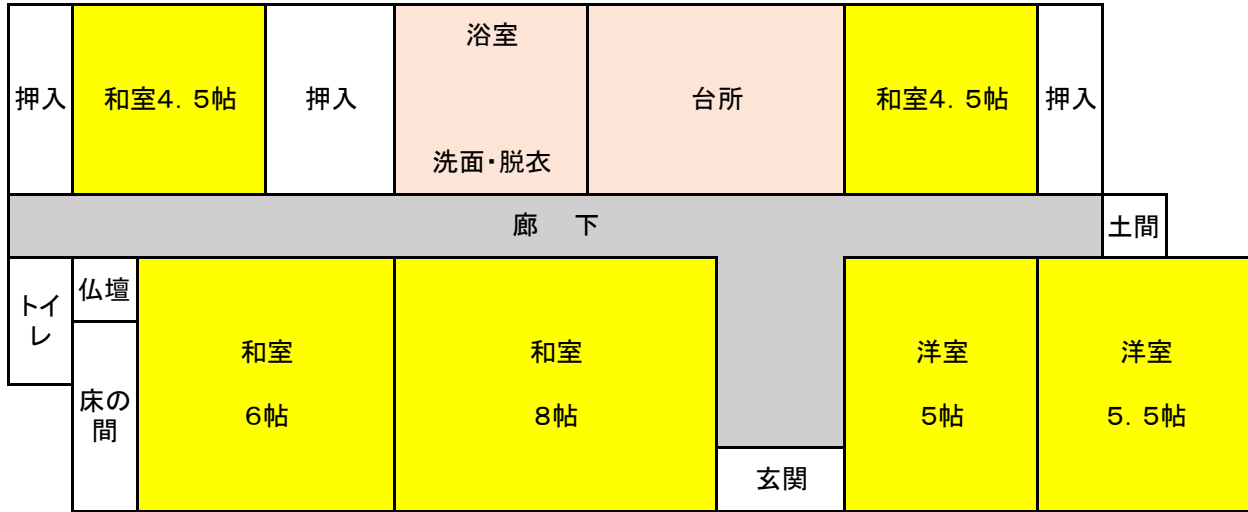 押入
和室4．5帖
押入
浴室
洗面・脱衣
台所
和室4．5帖
押入
廊　下
土間
トイ
レ
仏壇
床の
間
和室
6帖
和室
8帖
玄関
洋室
5帖
洋室
5．5帖